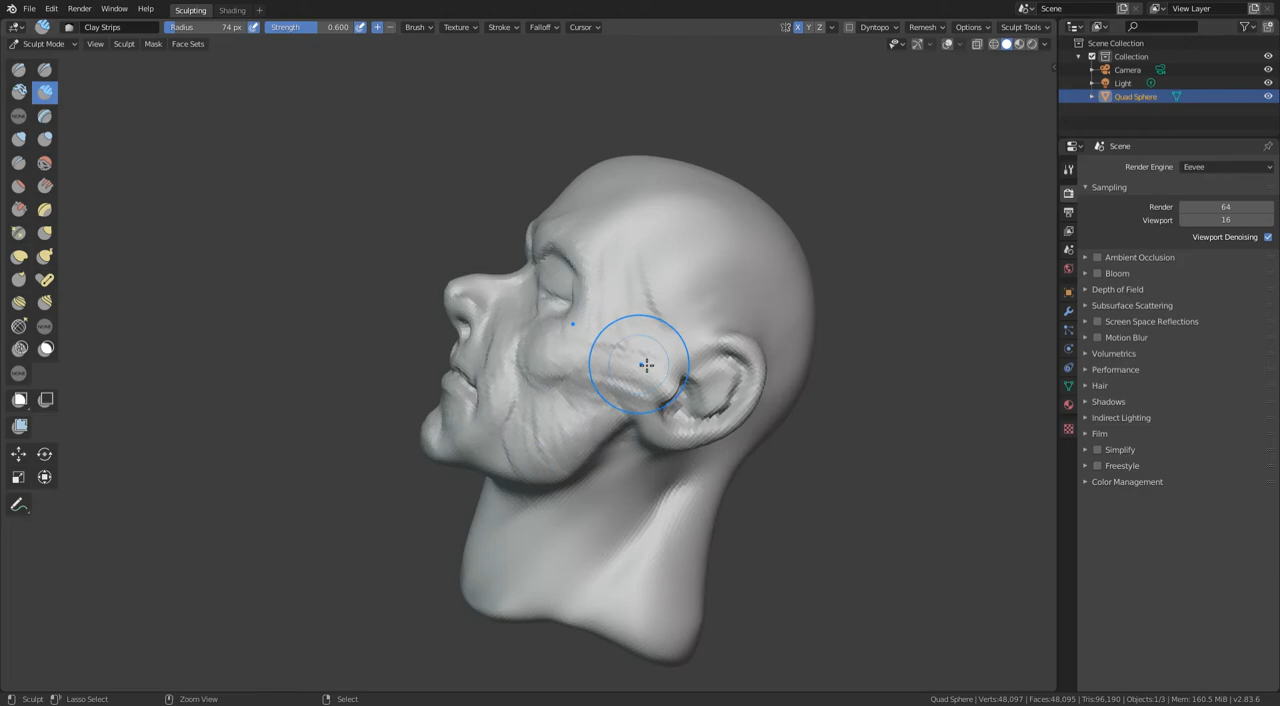 File Edit Render Window Help Sculpting Shading + Scene View Layer
Clay Strips Radius 74 px Strength 0.600 Brush Texture Stroke Falloff Cursor X Y Z Dyntopo Remesh Options Sculpt Tools
Sculpt Mode View Sculpt Mask Face Sets
Scene Collection
Collection
Camera
Light
Quad Sphere
Scene
Render Engine Eevee
Sampling
Render 64
Viewport 16
Viewport Denoising
Ambient Occlusion
Bloom
Depth of Field
Subsurface Scattering
Screen Space Reflections
Motion Blur
Volumetrics
Performance
Hair
Shadows
Indirect Lighting
Film
Simplify
Freestyle
Color Management
NONE
NONE
NONE
Sculpt Lasso Select Zoom View Select Quad Sphere | Verts:48,097 | Faces:48,095 | Tris:96,190 | Objects:1/3 | Mem: 160.5 MiB | v2.83.6